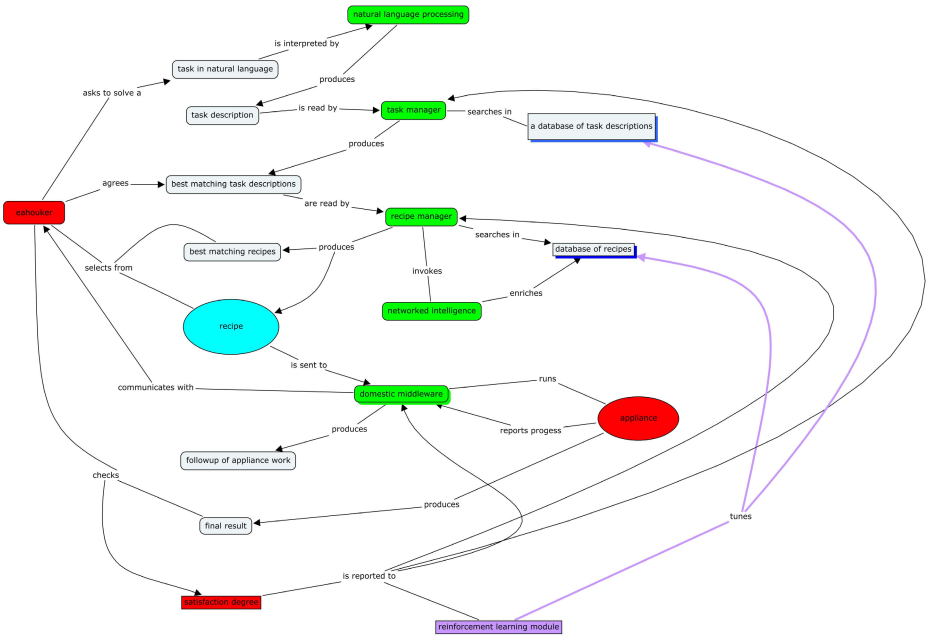 natural language processing
is interpreted by
task in natural language
produces
asks to solve a
task description
is read by
task manager
searches in
a database of task descriptions
produces
agrees
best matching task descriptions
are read by
eahouker
recipe manager
searches in
best matching recipes
produces
database of recipes
selects from
invokes
enriches
networked intelligence
recipe
is sent to
communicates with
domestic middleware
runs
appliance
produces
reports progess
followup of appliance work
checks
produces
final result
tunes
is reported to
satisfaction degree
reinforcement learning module